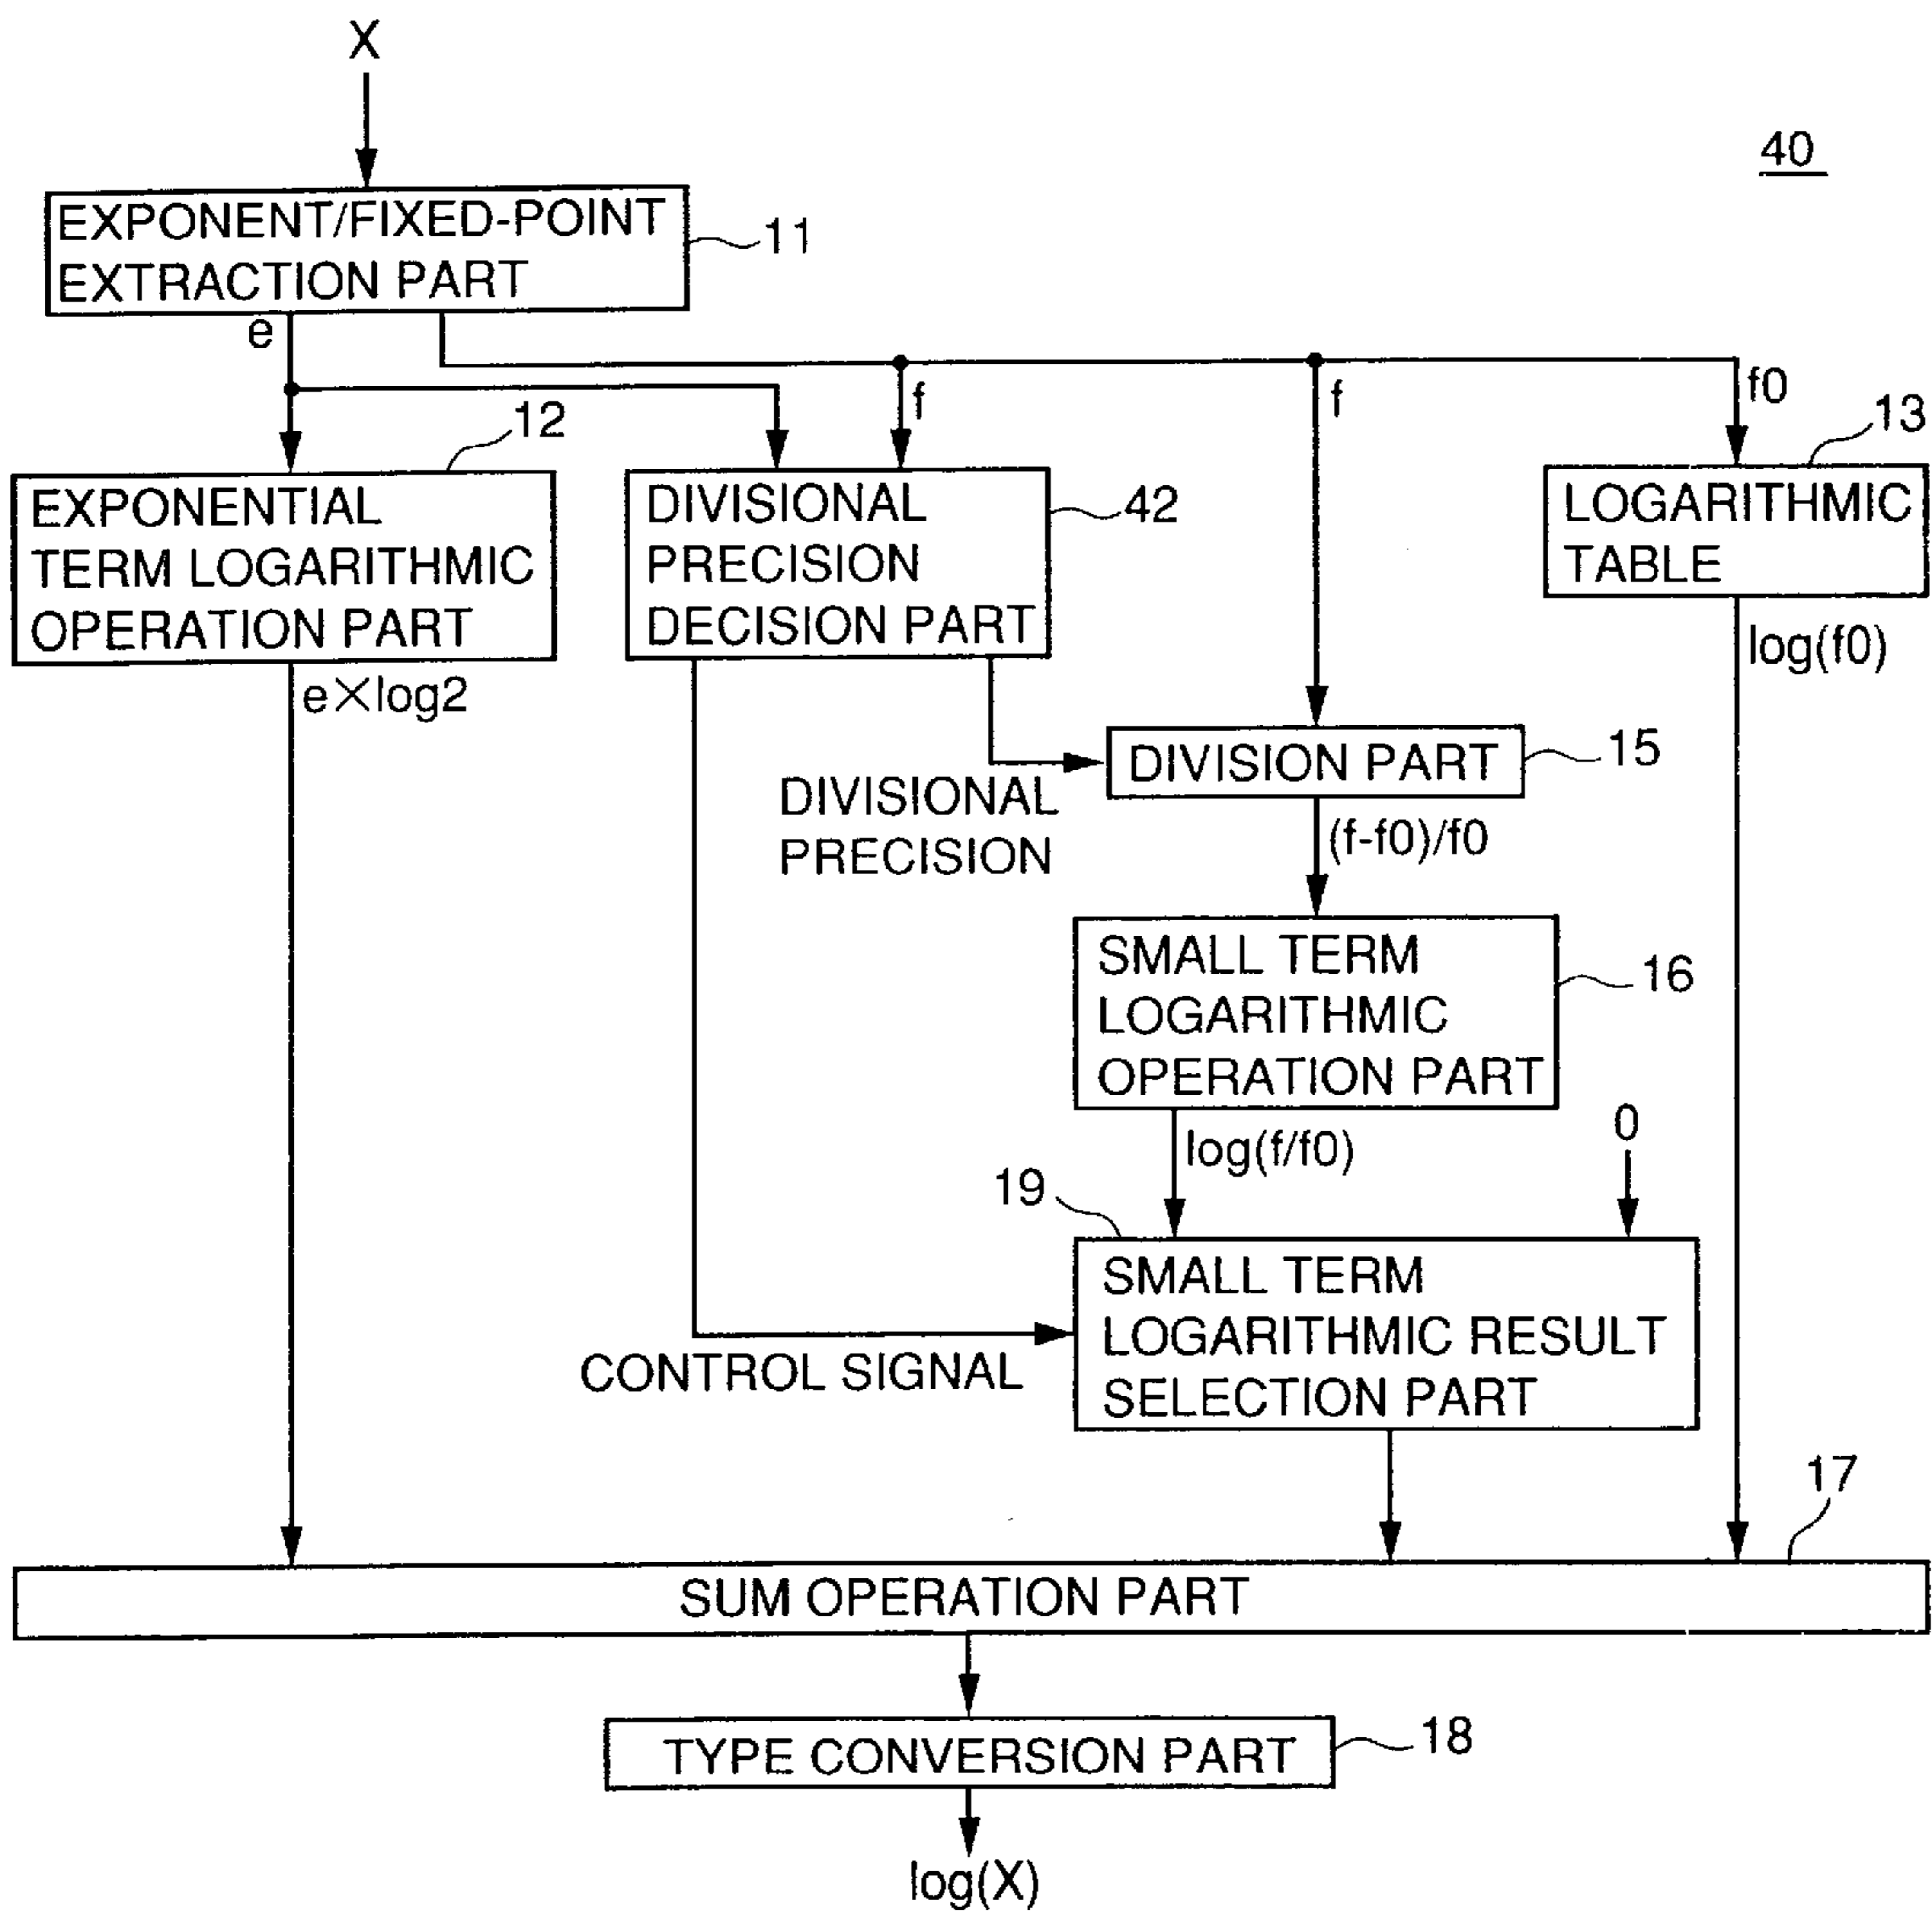 X
40
EXPONENT/FIXED-POINT
EXTRACTION PART
11
e
f
f
f0
12
13
EXPONENTIAL
TERM LOGARITHMIC
OPERATION PART
DIVISIONAL
PRECISION
DECISION PART
42
LOGARITHMIC
TABLE
e×log2
log(f0)
DIVISION PART
15
DIVISIONAL
PRECISION
(f-f0)/f0
SMALL TERM
LOGARITHMIC
OPERATION PART
16
log(f/f0)
0
19
SMALL TERM
LOGARITHMIC RESULT
SELECTION PART
CONTROL SIGNAL
17
SUM OPERATION PART
TYPE CONVERSION PART
18
log(X)